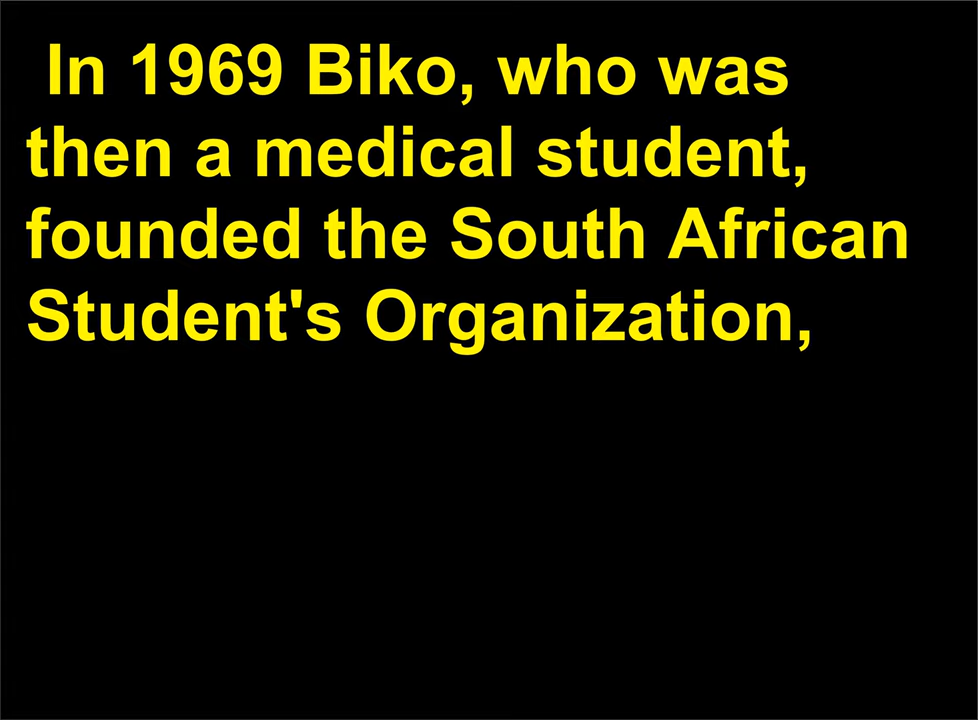 In 1969 Biko, who was
then a medical student,
founded the South African
Student's Organization,